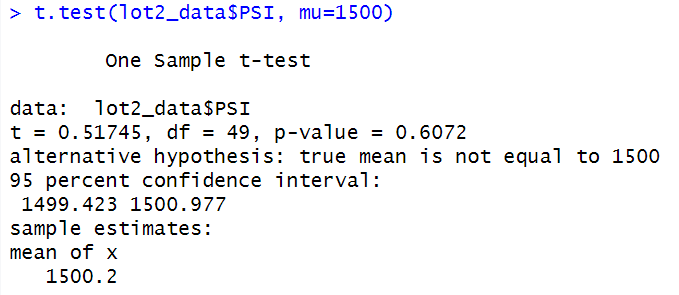 > t.test(lot2_data$PSI, mu=1500)
One Sample t-test
data:  lot2_data$PSI
t = 0.51745, df = 49, p-value = 0.6072
alternative hypothesis: true mean is not equal to 1500
95 percent confidence interval:
1499.423 1500.977
sample estimates:
mean of x
1500.2